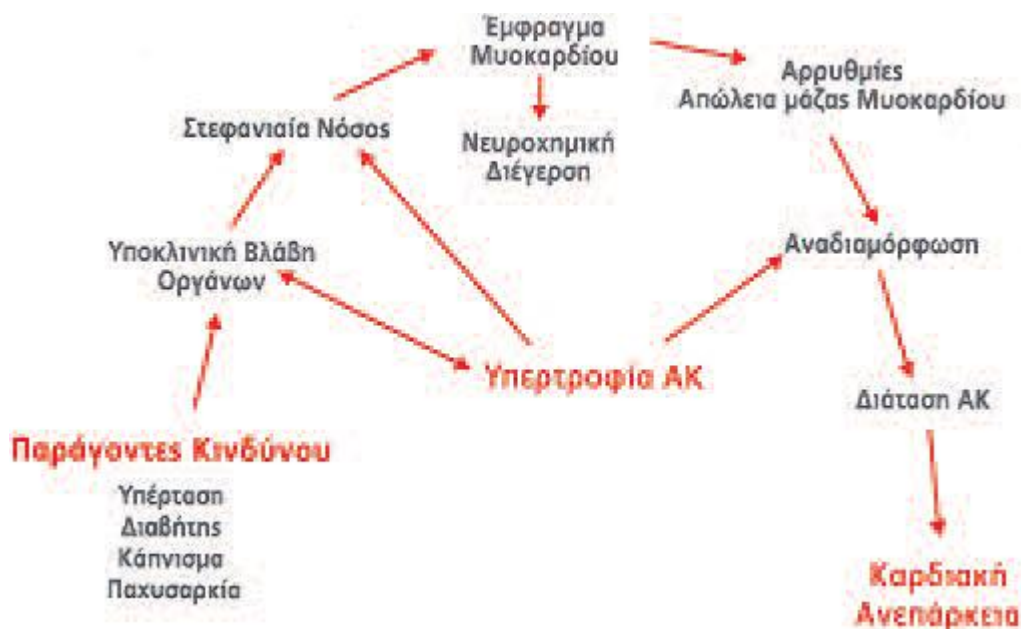 Έμφραγμα
Μυοκαρδίου
Αρρυθμίες
Απώλεια μάζας Μυοκαρδίου
Στεφανιαία Νόσος
Νευροχημική
Διέγερση
Υποκλινική Βλάβη
Οργάνων
Αναδιαμόρφωση
Υπερτροφία ΑΚ
Διάταση ΑΚ
Παράγοντες Κινδύνου
Υπέρταση
Διαβήτης
Κάπνισμα
Παχυσαρκία
Καρδιακή
Ανεπάρκεια